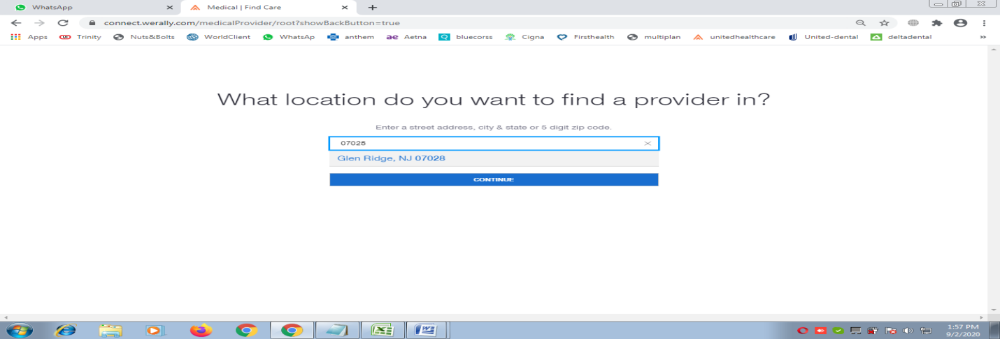 WhatsApp
Medical | Find Care
connect.werally.com/medicalProvider/root?showBackButton=true
Apps Trinity Nuts&Bolts WorldClient WhatsAp anthem ae Aetna bluecorss Cigna Firsthealth multiplan unitedhealthcare United-dental deltadental »
What location do you want to find a provider in?
Enter a street address, city & state or 5 digit zip code.
07028
Glen Ridge, NJ 07028
CONTINUE
1:57 PM
9/2/2020